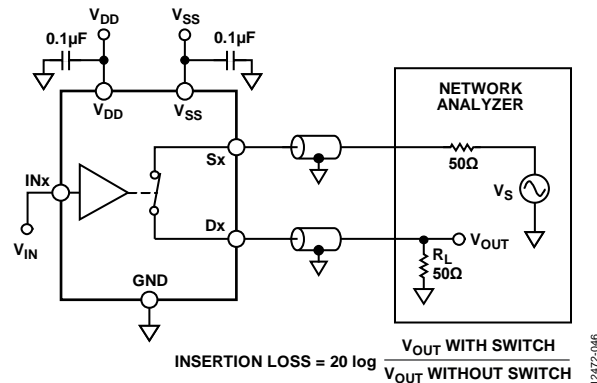 V_DD V_SS
0.1µF 0.1µF
V_DD V_SS
NETWORK
ANALYZER
Sx
50Ω
INx
V_S
Dx
V_OUT
V_IN
R_L
50Ω
GND
INSERTION LOSS = 20 log V_OUT WITH SWITCH
V_OUT WITHOUT SWITCH
12472-046